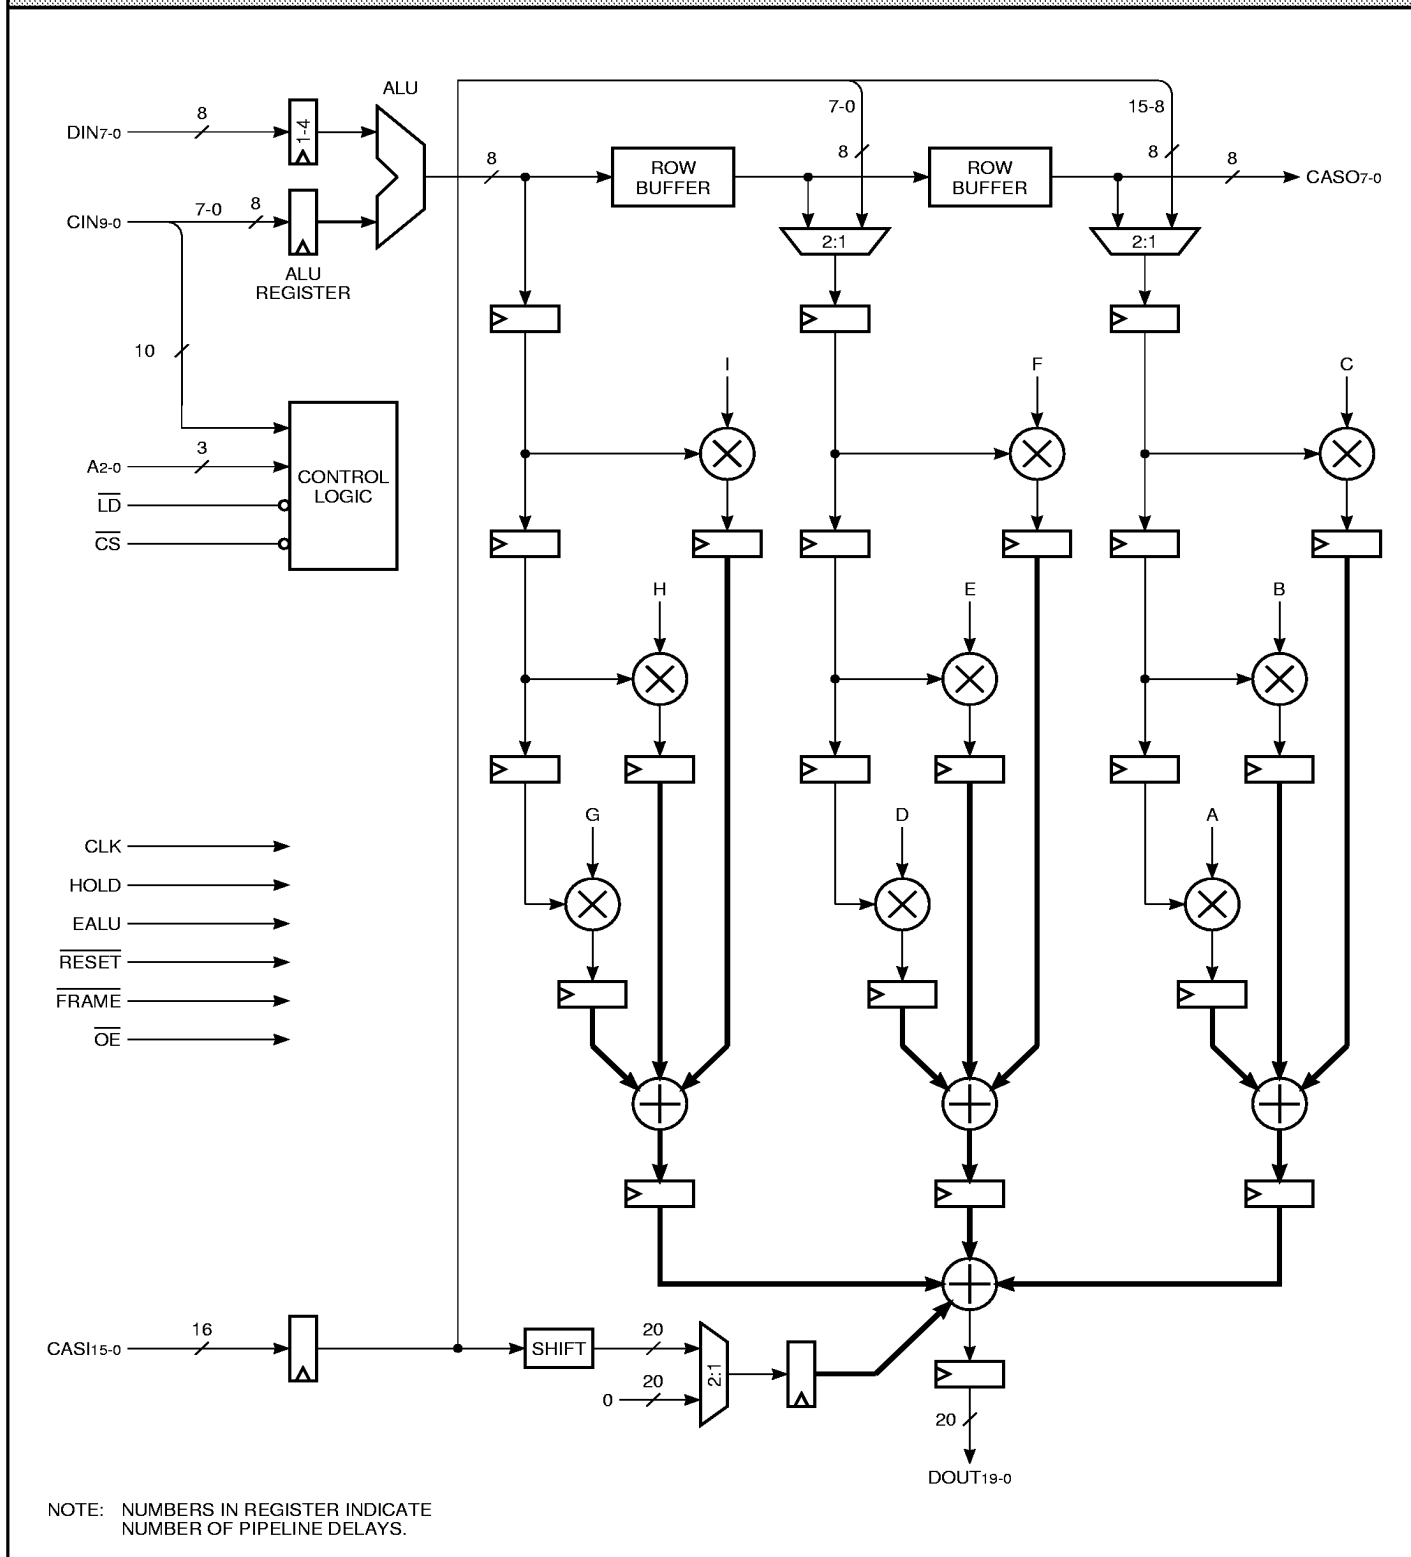 ALU
7-0
15-8
DIN7-0
8
1-4
8
ROW
BUFFER
8
ROW
BUFFER
8
8
CASO7-0
CIN9-0
7-0
8
2:1
2:1
ALU
REGISTER
10
I
F
C
A2-0
3
CONTROL
LOGIC
LD
CS
H
E
B
G
D
A
CLK
HOLD
EALU
RESET
FRAME
OE
CASI15-0
16
SHIFT
20
2:1
0
20
20
DOUT19-0
NOTE: NUMBERS IN REGISTER INDICATE
NUMBER OF PIPELINE DELAYS.